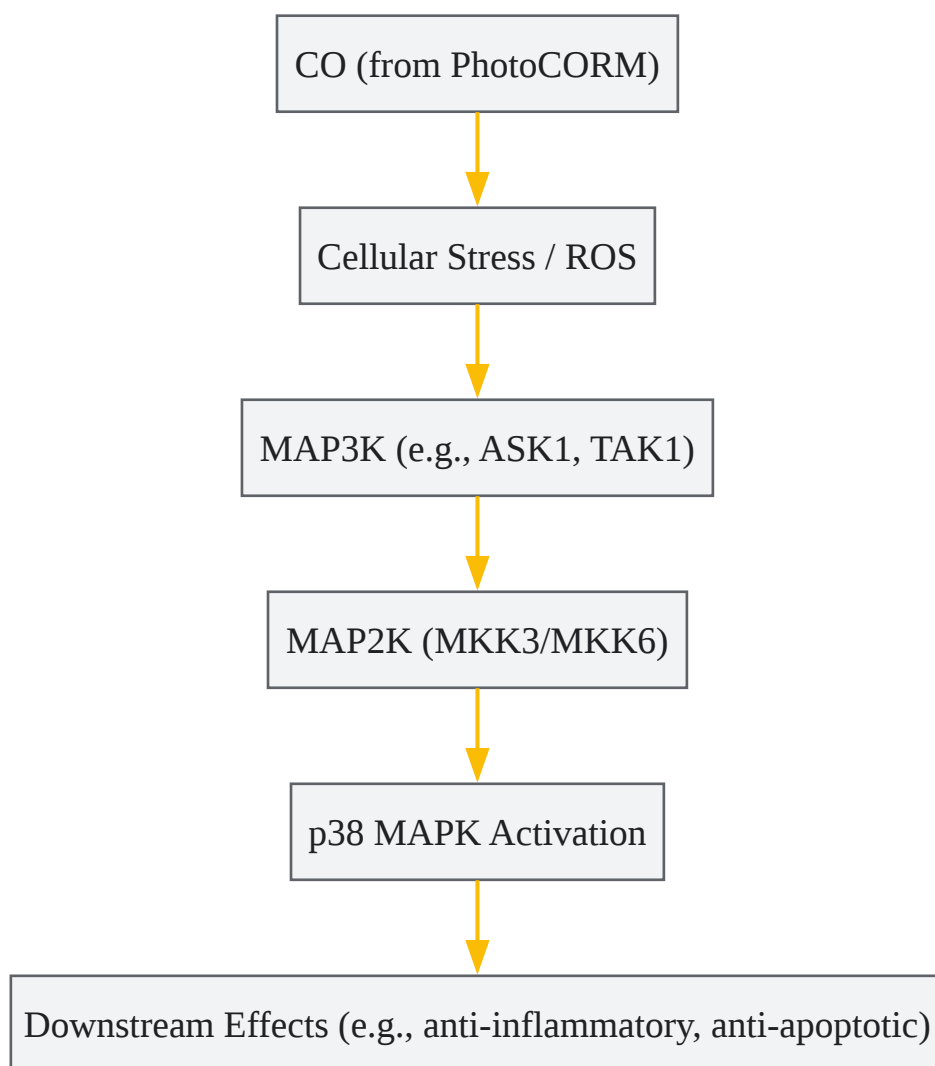 CO (from PhotoCORM)
Cellular Stress / ROS
MAP3K (e.g., ASK1, TAK1)
MAP2K (MKK3/MKK6)
p38 MAPK Activation
Downstream Effects (e.g., anti-inflammatory, anti-apoptotic)